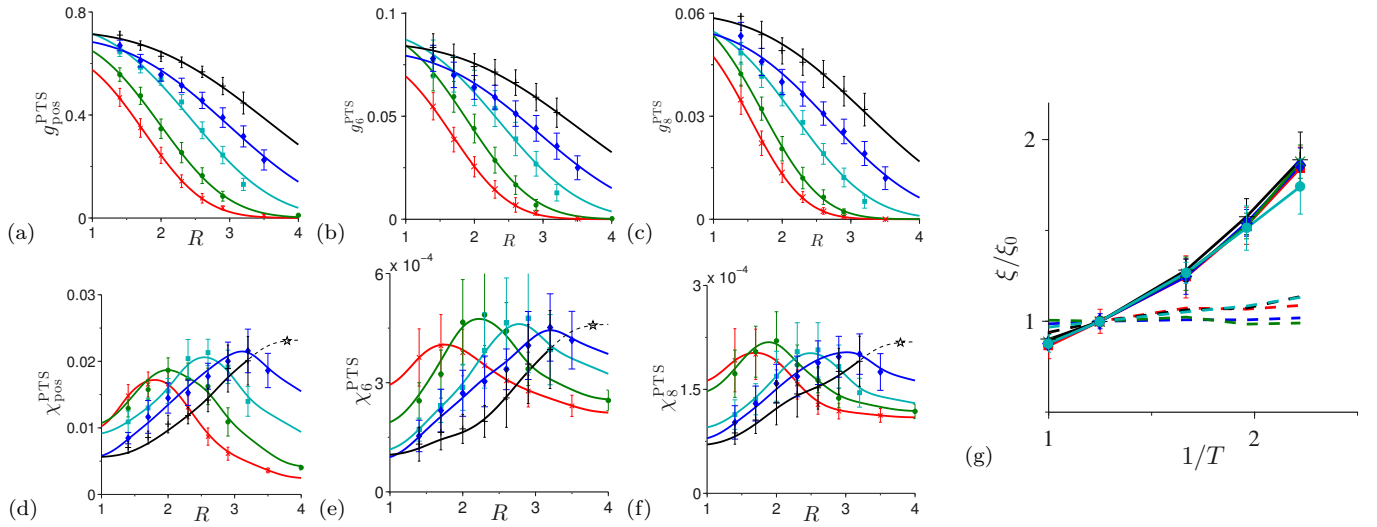 0.8
0.4
0
g_pos^PTS
1 2 3 4
R
(a)
0.1
0.05
0
g_6^PTS
1 2 3 4
R
(b)
0.06
0.03
0
g_8^PTS
1 2 3 4
R
(c)
0.03
0.02
0.01
0
χ_pos^PTS
1 2 3 4
R
(d)
6 x 10^-4
3
0
χ_6^PTS
1 2 3 4
R
(e)
3 x 10^-4
1.5
0
χ_8^PTS
1 2 3 4
R
(f)
2
1
ξ/ξ_0
1 2
1/T
(g)